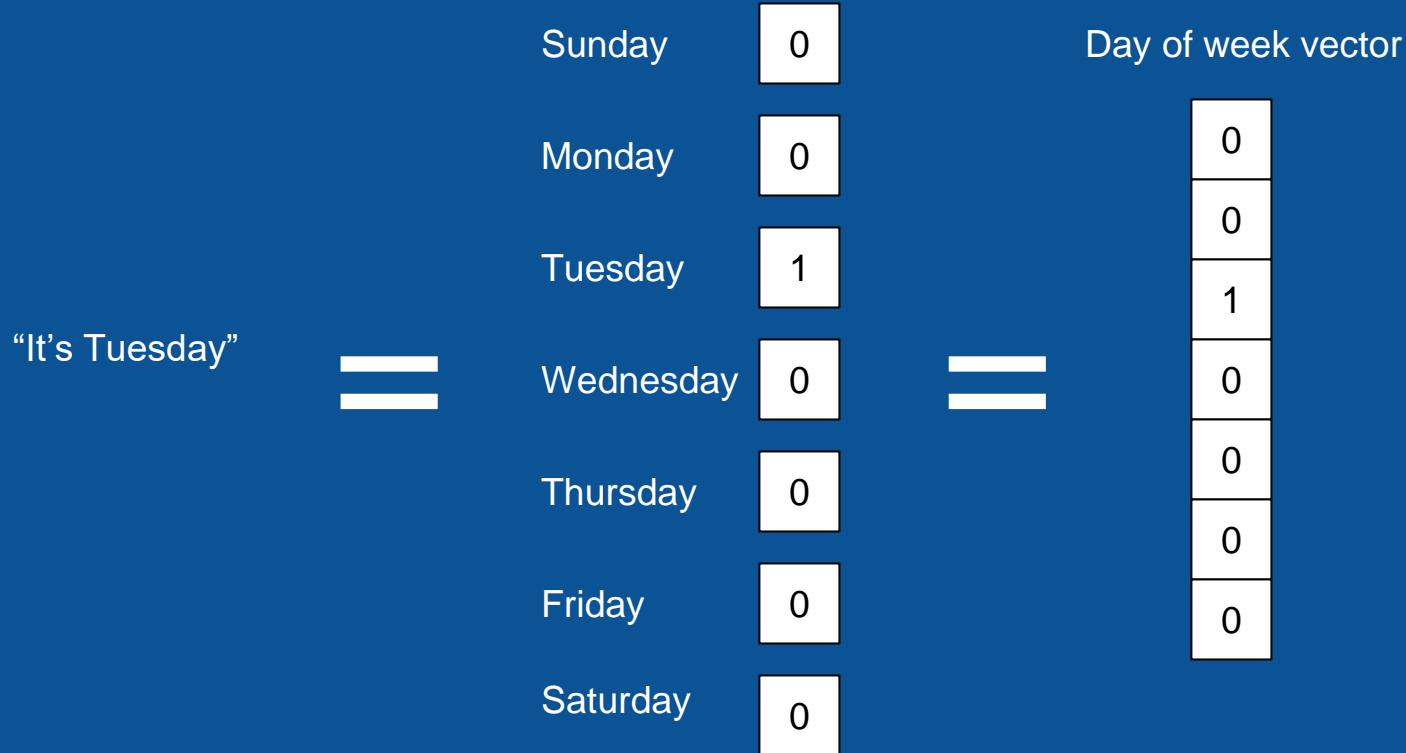 Sunday 0 Day of week vector
Monday 0 0
0
Tuesday 1 1
“It’s Tuesday”
Wednesday 0 0
0
Thursday 0
0
Friday 0 0
Saturday 0